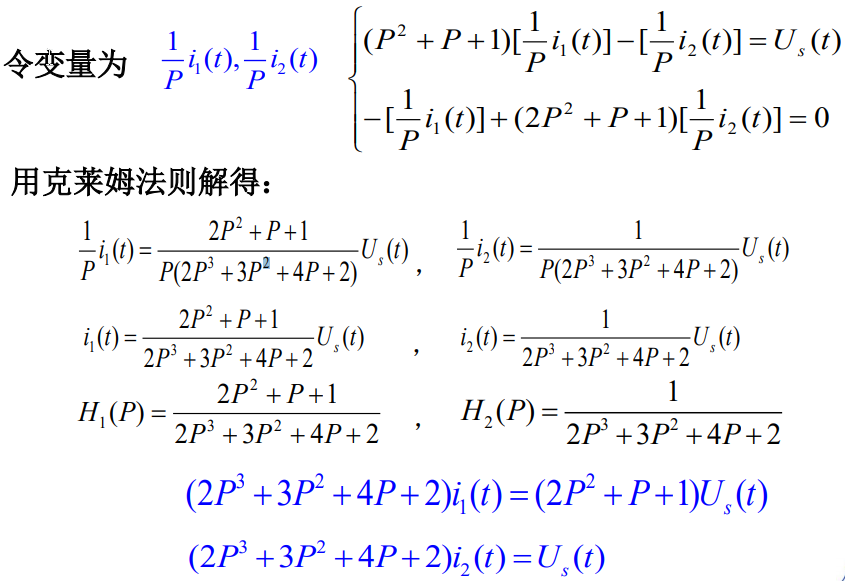 令变量为 $\frac{1}{P}i_1(t), \frac{1}{P}i_2(t)$ $\begin{cases} (P^2+P+1)[\frac{1}{P}i_1(t)]-[\frac{1}{P}i_2(t)]=U_s(t) \\ -[\frac{1}{P}i_1(t)]+(2P^2+P+1)[\frac{1}{P}i_2(t)]=0 \end{cases}$
用克莱姆法则解得：
$\frac{1}{P}i_1(t)=\frac{2P^2+P+1}{P(2P^3+3P^2+4P+2)}U_s(t)$ , $\frac{1}{P}i_2(t)=\frac{1}{P(2P^3+3P^2+4P+2)}U_s(t)$
$i_1(t)=\frac{2P^2+P+1}{2P^3+3P^2+4P+2}U_s(t)$ , $i_2(t)=\frac{1}{2P^3+3P^2+4P+2}U_s(t)$
$H_1(P)=\frac{2P^2+P+1}{2P^3+3P^2+4P+2}$ , $H_2(P)=\frac{1}{2P^3+3P^2+4P+2}$
$(2P^3+3P^2+4P+2)i_1(t)=(2P^2+P+1)U_s(t)$
$(2P^3+3P^2+4P+2)i_2(t)=U_s(t)$